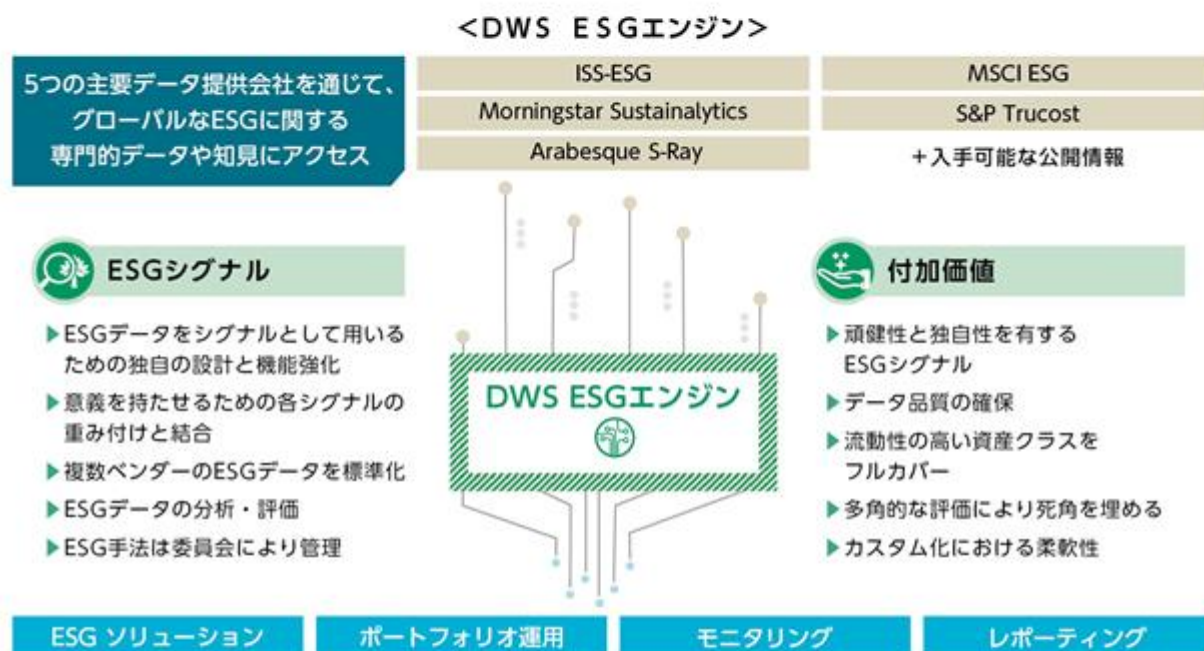 <DWS ESGエンジン>
5つの主要データ提供会社を通じて、
グローバルなESGに関する
専門的データや知見にアクセス
ISS-ESG
MSCI ESG
Morningstar Sustainalytics
S&P Trucost
Arabesque S-Ray
+入手可能な公開情報
ESGシグナル
▶ESGデータをシグナルとして用いる
ための独自の設計と機能強化
▶意義を持たせるための各シグナルの
重み付けと結合
▶複数ベンダーのESGデータを標準化
▶ESGデータの分析・評価
▶ESG手法は委員会により管理
DWS ESGエンジン
付加価値
▶頑健性と独自性を有する
ESGシグナル
▶データ品質の確保
▶流動性の高い資産クラスを
フルカバー
▶多角的な評価により死角を埋める
▶カスタム化における柔軟性
ESG ソリューション
ポートフォリオ運用
モニタリング
レポーティング